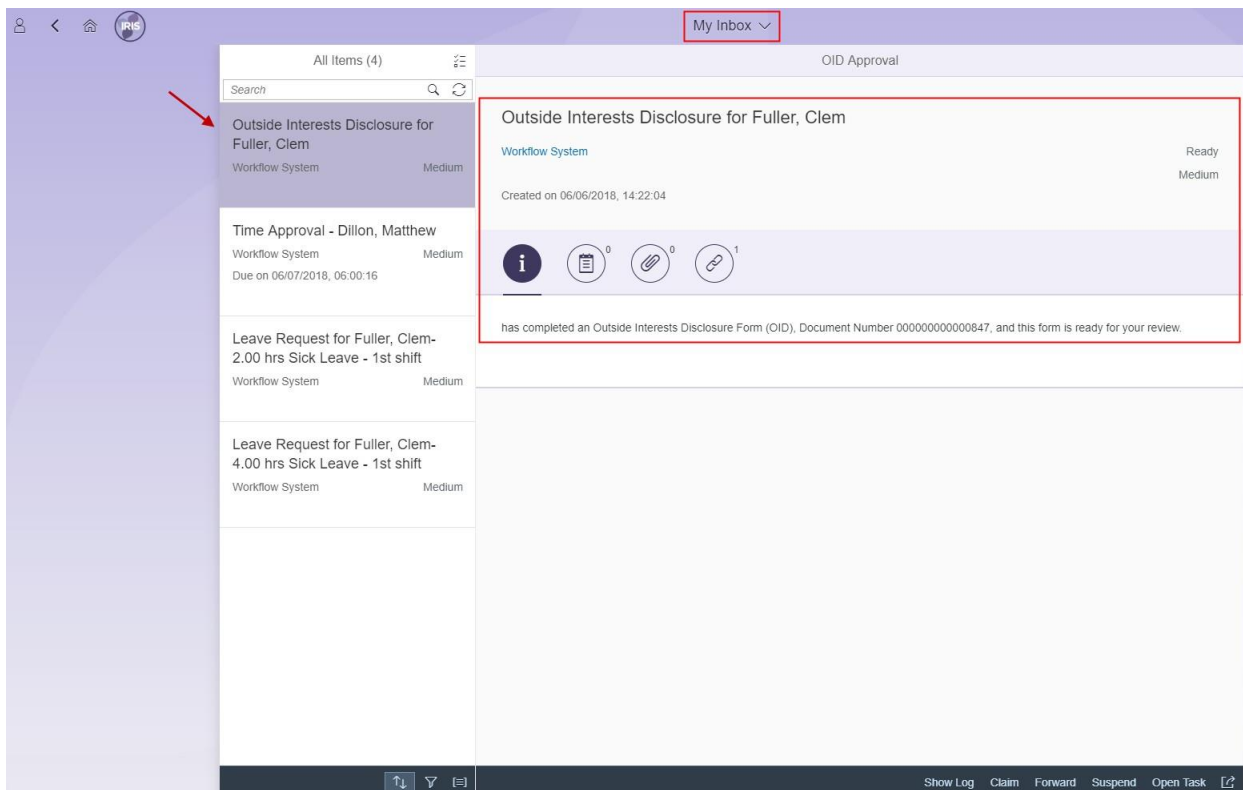 IRIS
My Inbox
All Items (4)
Search
Outside Interests Disclosure for
Fuller, Clem
Workflow System Medium
Time Approval - Dillon, Matthew
Workflow System Medium
Due on 06/07/2018, 06:00:16
Leave Request for Fuller, Clem-
2.00 hrs Sick Leave - 1st shift
Workflow System Medium
Leave Request for Fuller, Clem-
4.00 hrs Sick Leave - 1st shift
Workflow System Medium
OID Approval
Outside Interests Disclosure for Fuller, Clem
Workflow System Ready
Medium
Created on 06/06/2018, 14:22:04
0 0 1
has completed an Outside Interests Disclosure Form (OID), Document Number 000000000000847, and this form is ready for your review.
Show Log Claim Forward Suspend Open Task